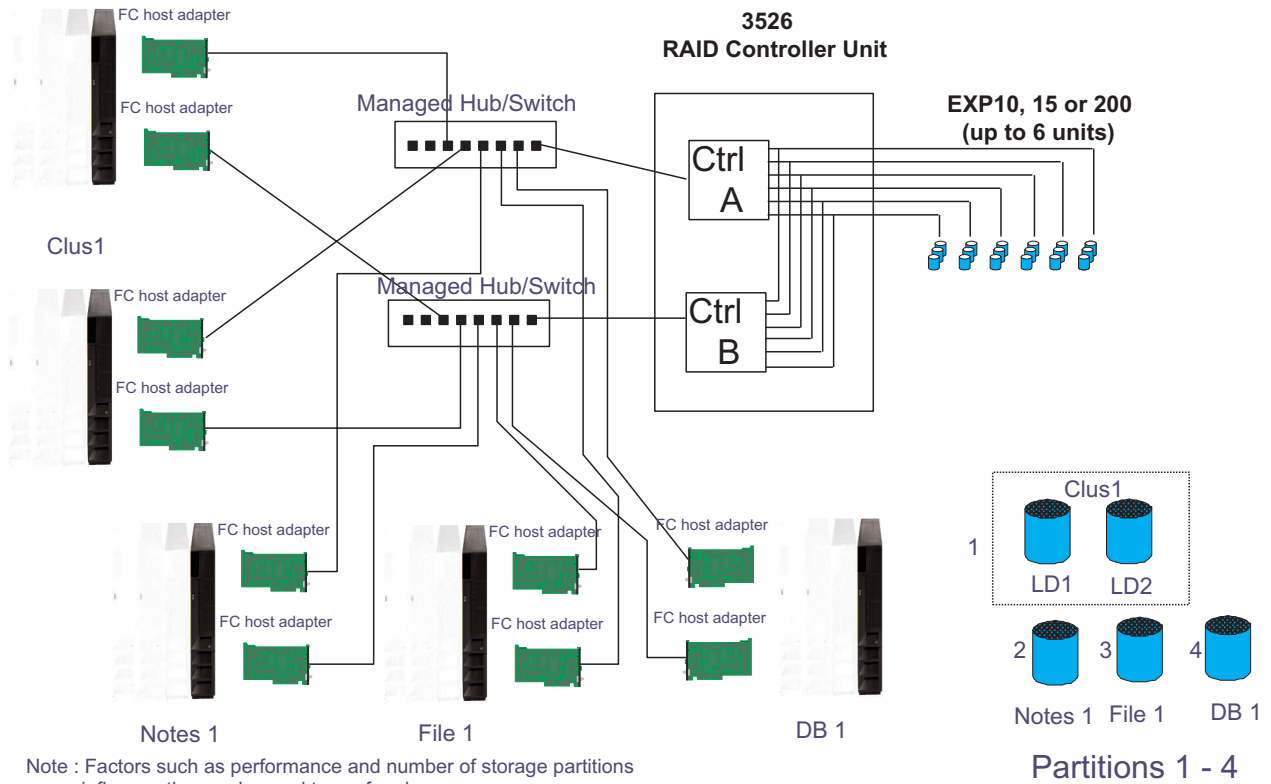 FC host adapter
3526
RAID Controller Unit
Managed Hub/Switch
EXP10, 15 or 200
(up to 6 units)
FC host adapter
Ctrl
A
Clus1
Managed Hub/Switch
FC host adapter
Ctrl
B
FC host adapter
Clus1
1
LD1
LD2
FC host adapter
FC host adapter
FC host adapter
FC host adapter
FC host adapter
FC host adapter
2
3
4
Notes 1
File 1
DB 1
Notes 1
File 1
DB 1
Note : Factors such as performance and number of storage partitions
Partitions 1 - 4